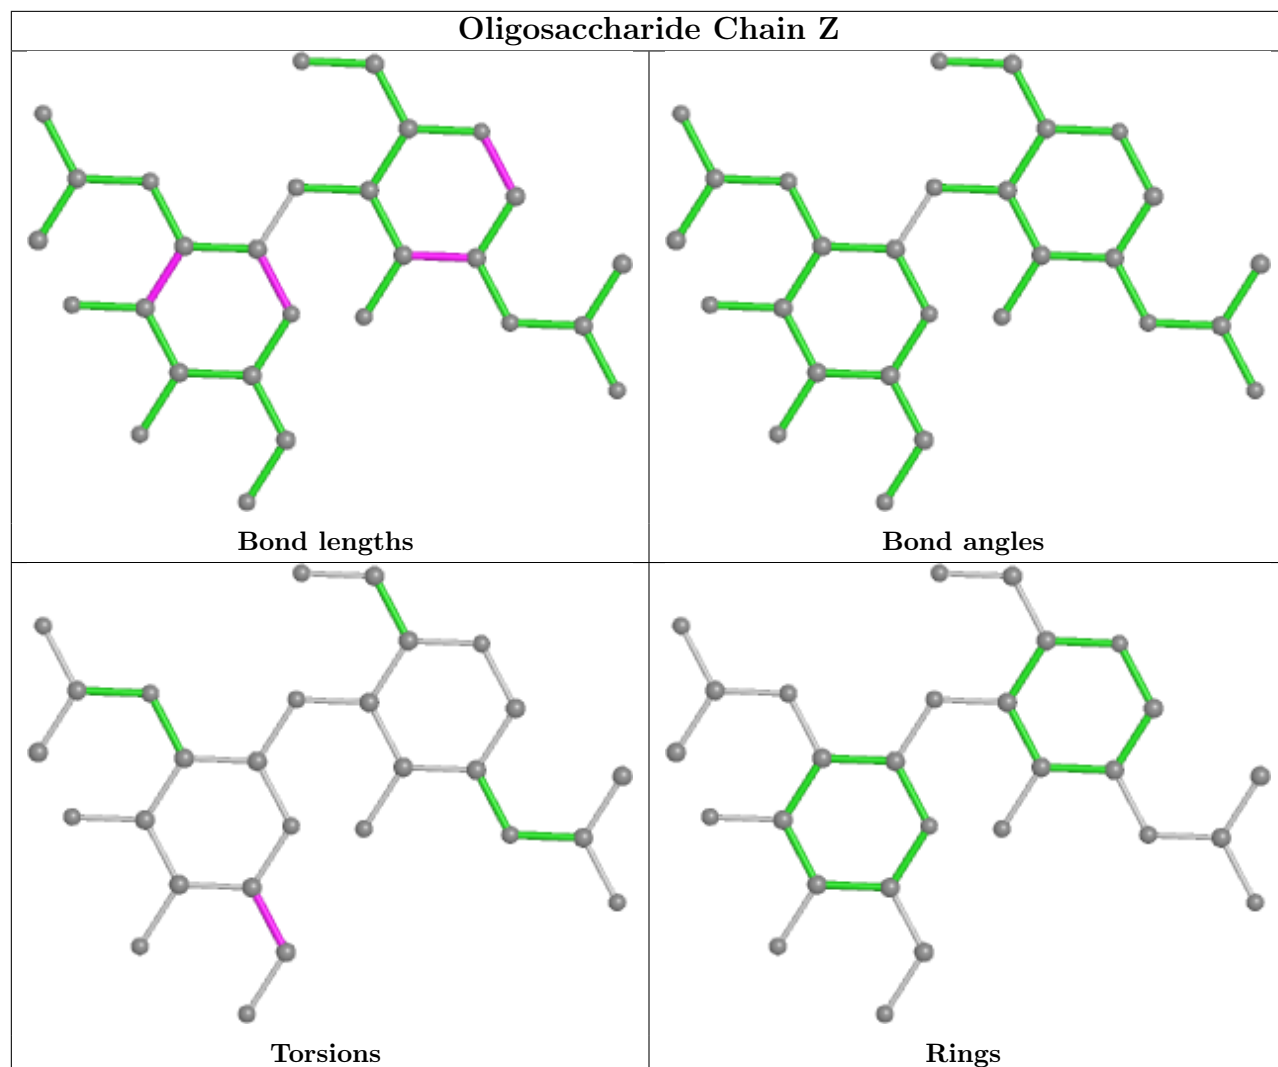 Oligosaccharide Chain Z
Bond lengths
Bond angles
Torsions
Rings